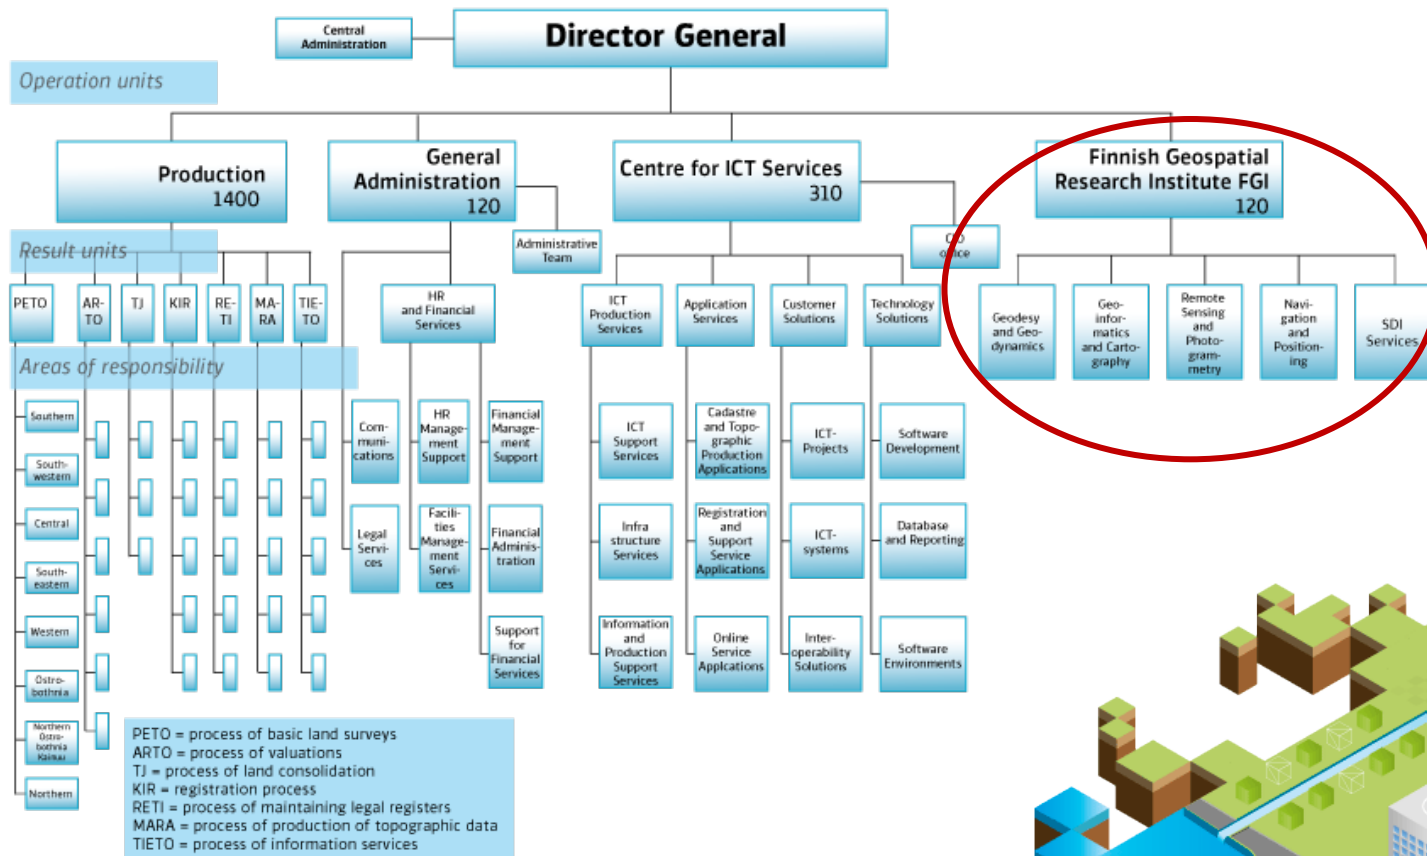 Central
Administration
Director General
Operation units
Production
1400
General
Administration
120
Centre for ICT Services
310
Finnish Geospatial
Research Institute FGI
120
Administrative
Team
CIO
office
Result units
PETO
AR-
TO
TJ
KIR
RE-
TI
MA-
RA
TIE-
TO
HR
and Financial
Services
ICT
Production
Services
Application
Services
Customer
Solutions
Technology
Solutions
Geodesy
and Geo-
dynamics
Geo-
infor-
matics
and Carto-
graphy
Remote
Sensing
and
Photo-
gram-
metry
Navi-
gation
and
Position-
ing
SDI
Services
Areas of responsibility
Southern
South-
western
Central
South-
eastern
Western
Ostro-
bothnia
Northern
Ostro-
bothnia
Kainuu
Northern
Com-
muni-
cations
Legal
Servi-
ces
HR
Manage-
ment
Support
Facili-
ties
Manage-
ment
Servi-
ces
Financial
Manage-
ment
Support
Financial
Adminis-
tration
Support
for
Financial
Services
ICT
Support
Services
Infra
structure
Services
Information
and
Production
Support
Services
Cadastre
and Topo-
graphic
Production
Applications
Registration
and
Support
Service
Applications
Online
Service
Applcations
ICT-
Projects
ICT-
systems
Inter-
operability
Solutions
Software
Development
Database
and Reporting
Software
Environments
PETO = process of basic land surveys
ARTO = process of valuations
TJ = process of land consolidation
KIR = registration process
RETI = process of maintaining legal registers
MARA = process of production of topographic data
TIETO = process of information services